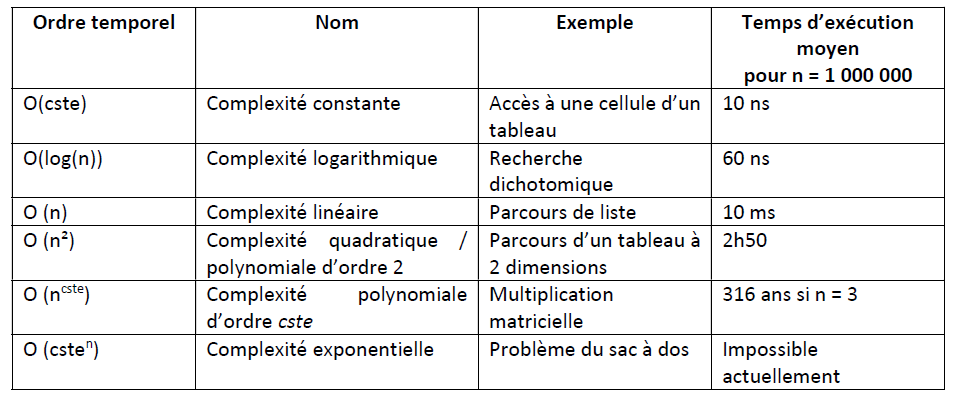 Ordre temporel Nom Exemple Temps d’exécution
moyen
pour n = 1 000 000
O(cste) Complexité constante Accès à une cellule d’un 10 ns
tableau
O(log(n)) Complexité logarithmique Recherche 60 ns
dichotomique
O (n) Complexité linéaire Parcours de liste 10 ms
O (n²) Complexité quadratique / Parcours d’un tableau à 2h50
polynomiale d’ordre 2 2 dimensions
O (n^cste) Complexité polynomiale Multiplication 316 ans si n = 3
d’ordre cste matricielle
O (cste^n) Complexité exponentielle Problème du sac à dos Impossible
actuellement